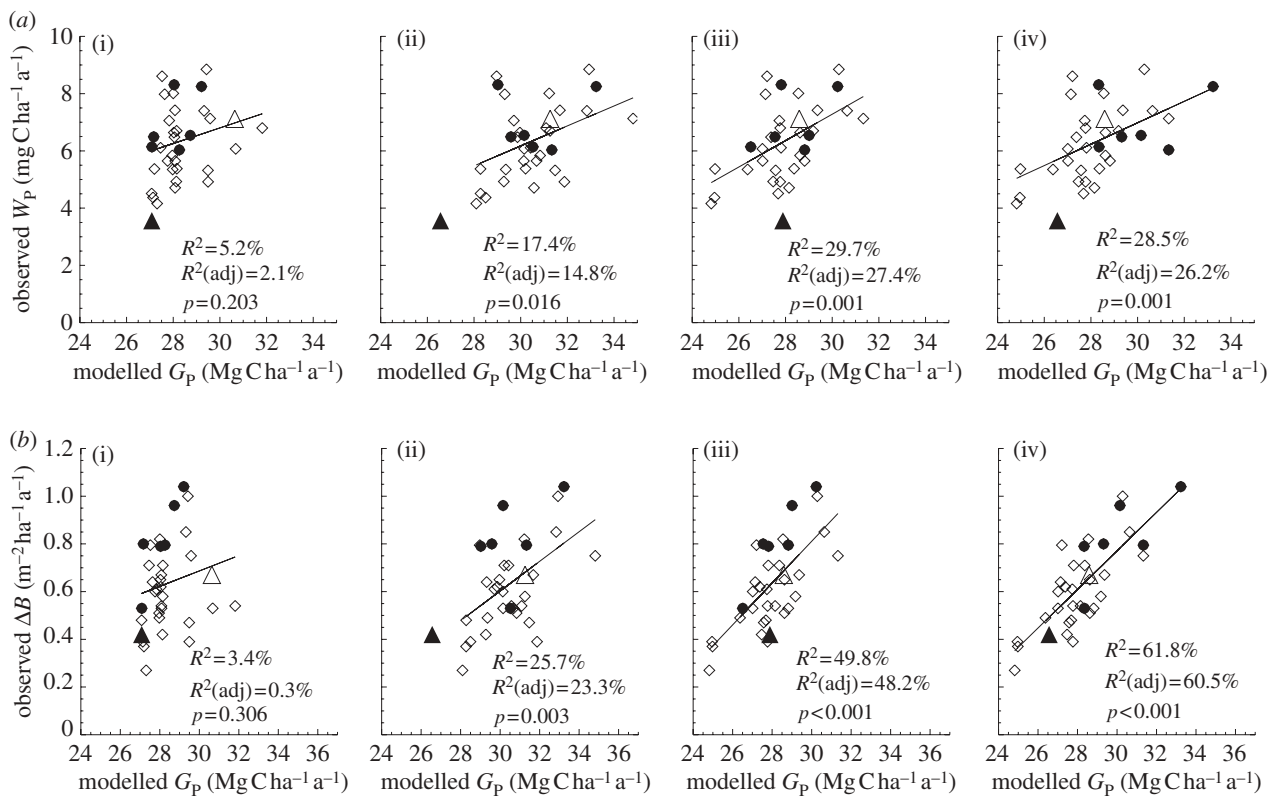 (a)
(i) (ii) (iii) (iv)
observed W_P (mg C ha⁻¹ a⁻¹)
10
8
6
4
2
0
R²=5.2%
R²(adj)=2.1%
p=0.203
R²=17.4%
R²(adj)=14.8%
p=0.016
R²=29.7%
R²(adj)=27.4%
p=0.001
R²=28.5%
R²(adj)=26.2%
p=0.001
24 26 28 30 32 34 24 26 28 30 32 34 24 26 28 30 32 34 24 26 28 30 32 34
modelled G_P (Mg C ha⁻¹ a⁻¹) modelled G_P (Mg C ha⁻¹ a⁻¹) modelled G_P (Mg C ha⁻¹ a⁻¹) modelled G_P (Mg C ha⁻¹ a⁻¹)
(b)
(i) (ii) (iii) (iv)
observed ΔB (m⁻² ha⁻¹ a⁻¹)
1.2
1.0
0.8
0.6
0.4
0.2
0
R²=3.4%
R²(adj)=0.3%
p=0.306
R²=25.7%
R²(adj)=23.3%
p=0.003
R²=49.8%
R²(adj)=48.2%
p<0.001
R²=61.8%
R²(adj)=60.5%
p<0.001
24 26 28 30 32 34 36 24 26 28 30 32 34 36 24 26 28 30 32 34 36 24 26 28 30 32 34 36
modelled G_P (Mg C ha⁻¹ a⁻¹) modelled G_P (Mg C ha⁻¹ a⁻¹) modelled G_P (Mg C ha⁻¹ a⁻¹) modelled G_P (Mg C ha⁻¹ a⁻¹)